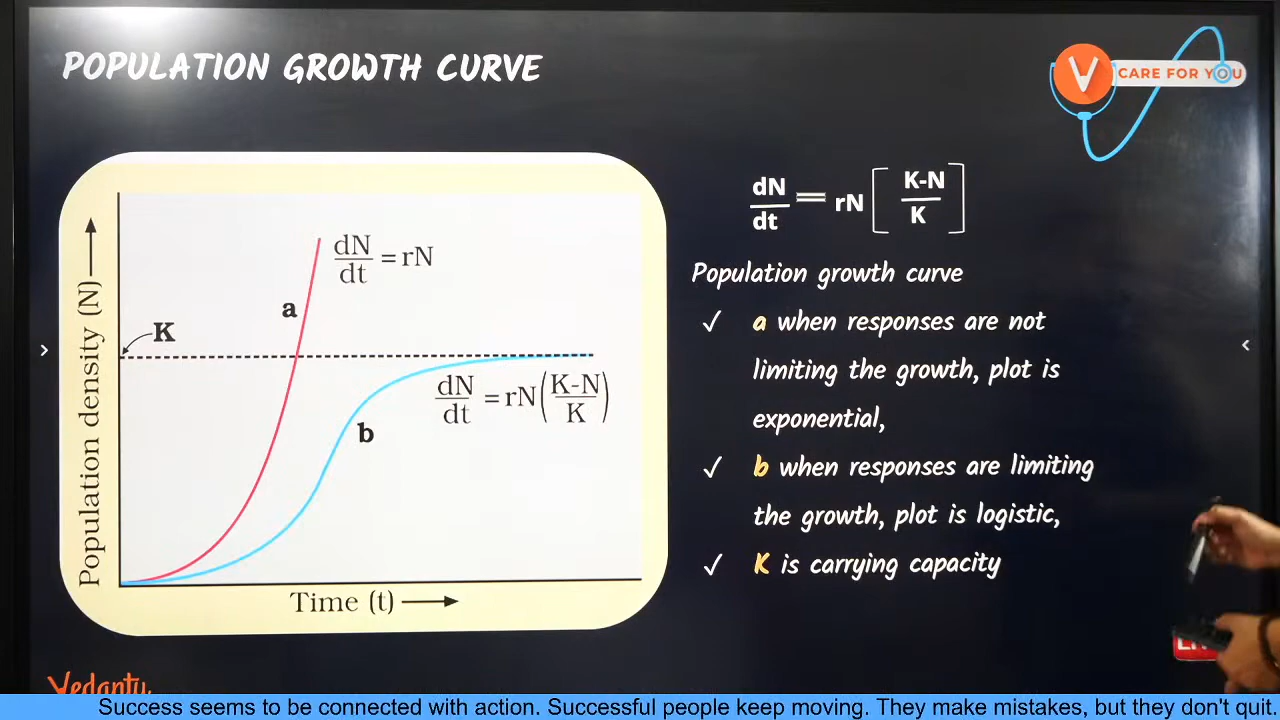 POPULATION GROWTH CURVE
CARE FOR YOU
dN/dt = rN [K-N/K]
Population growth curve
✓ a when responses are not
limiting the growth, plot is
exponential,
✓ b when responses are limiting
the growth, plot is logistic,
✓ K is carrying capacity
Population density (N)
K
a
dN/dt = rN
b
dN/dt = rN(K-N/K)
Time (t)
Vedantu
Success seems to be connected with action. Successful people keep moving. They make mistakes, but they don't quit.